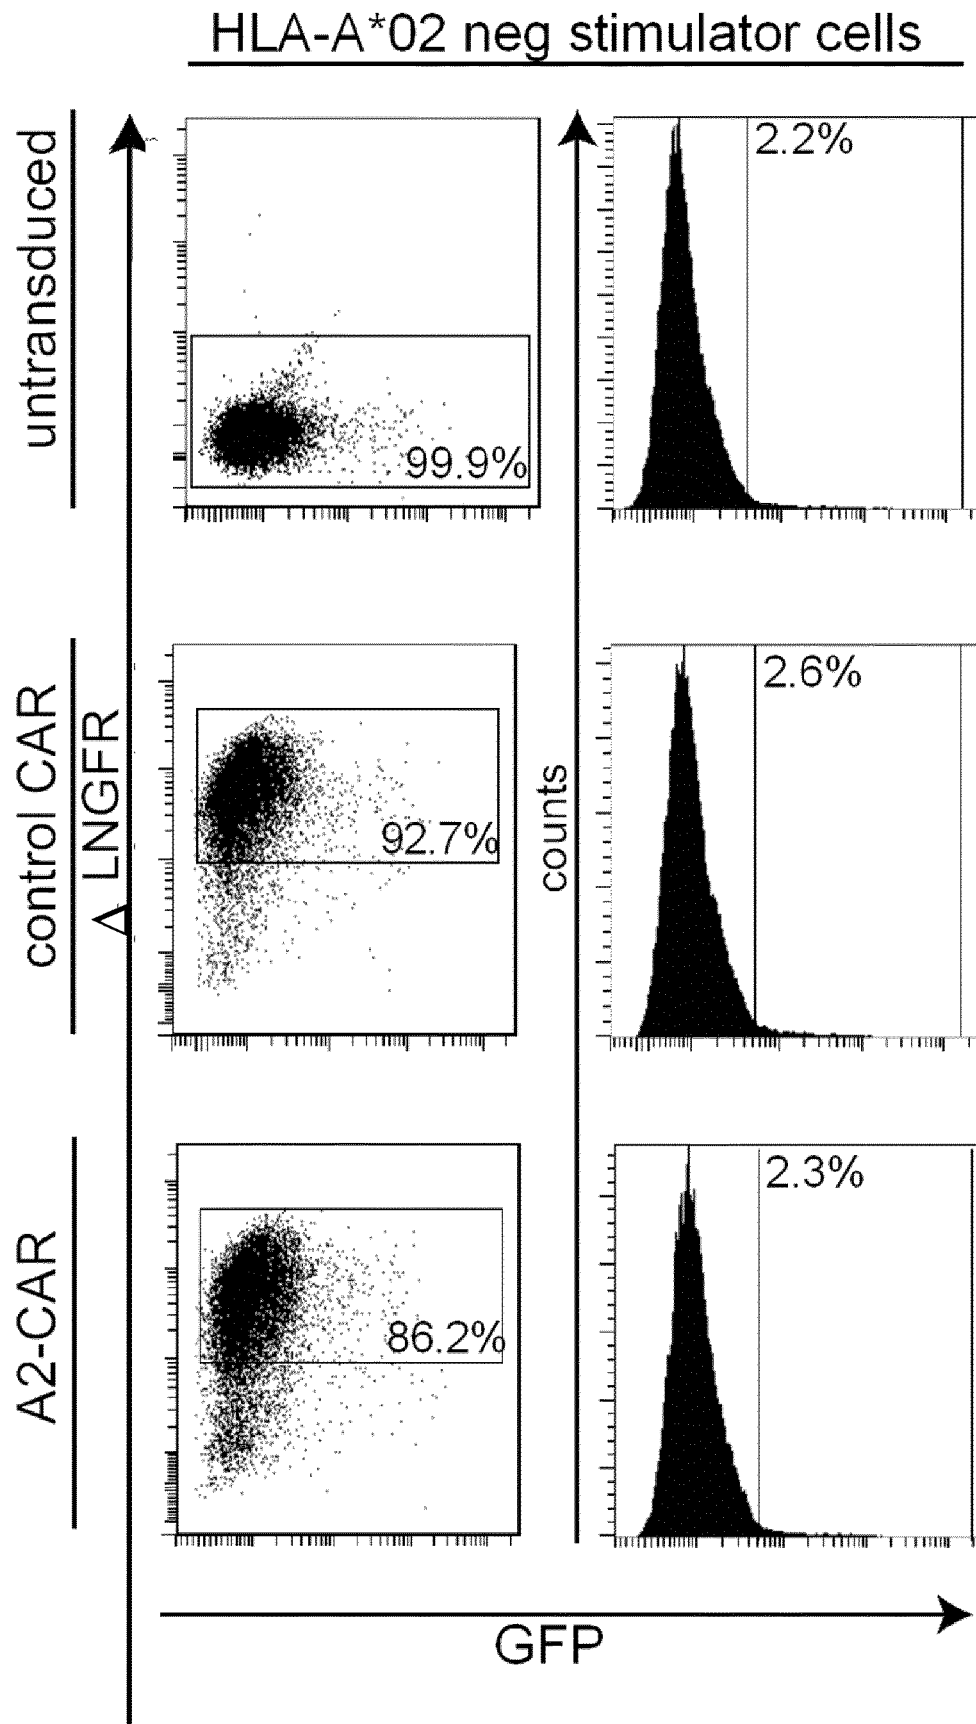 HLA-A*02 neg stimulator cells
untransduced
99.9%
2.2%
control CAR
Δ LNGFR
92.7%
counts
2.6%
A2-CAR
86.2%
2.3%
GFP